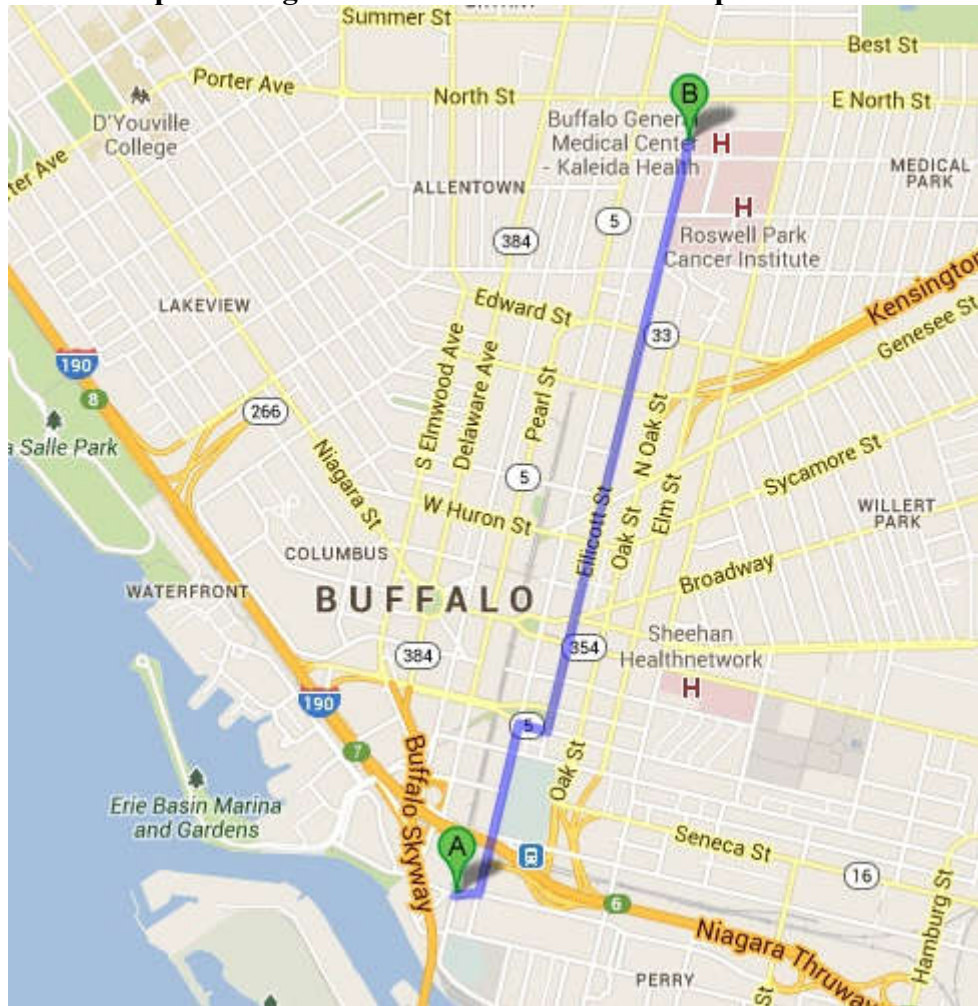 Summer St
Best St
Porter Ave
North St
E North St
B
D'Youville
College
Buffalo General
Medical Center
- Kaleida Health
H
MEDICAL
PARK
ter Ave
ALLENTOWN
5
H
384
Roswell Park
Cancer Institute
LAKEVIEW
Edward St
Kensington
33
Genesee St
190
8
266
S Elmwood Ave
Delaware Ave
Pearl St
N Oak St
a Salle Park
Niagara St
5
Sycamore St
W Huron St
Ellicott St
Oak St
Elm St
WILLERT
PARK
COLUMBUS
Broadway
WATERFRONT
BUFFALO
384
354
Sheehan
Healthnetwork
H
190
5
7
Buffalo Skyway
Oak St
Erie Basin Marina
and Gardens
A
Seneca St
16
6
Hamburg St
Niagara Thruway
PERRY
St